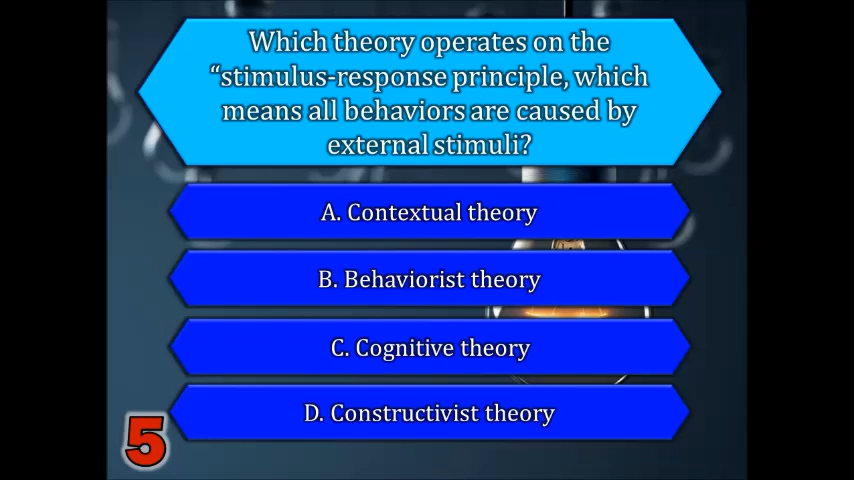 Which theory operates on the
“stimulus-response principle, which
means all behaviors are caused by
external stimuli?
A. Contextual theory
B. Behaviorist theory
C. Cognitive theory
D. Constructivist theory
5